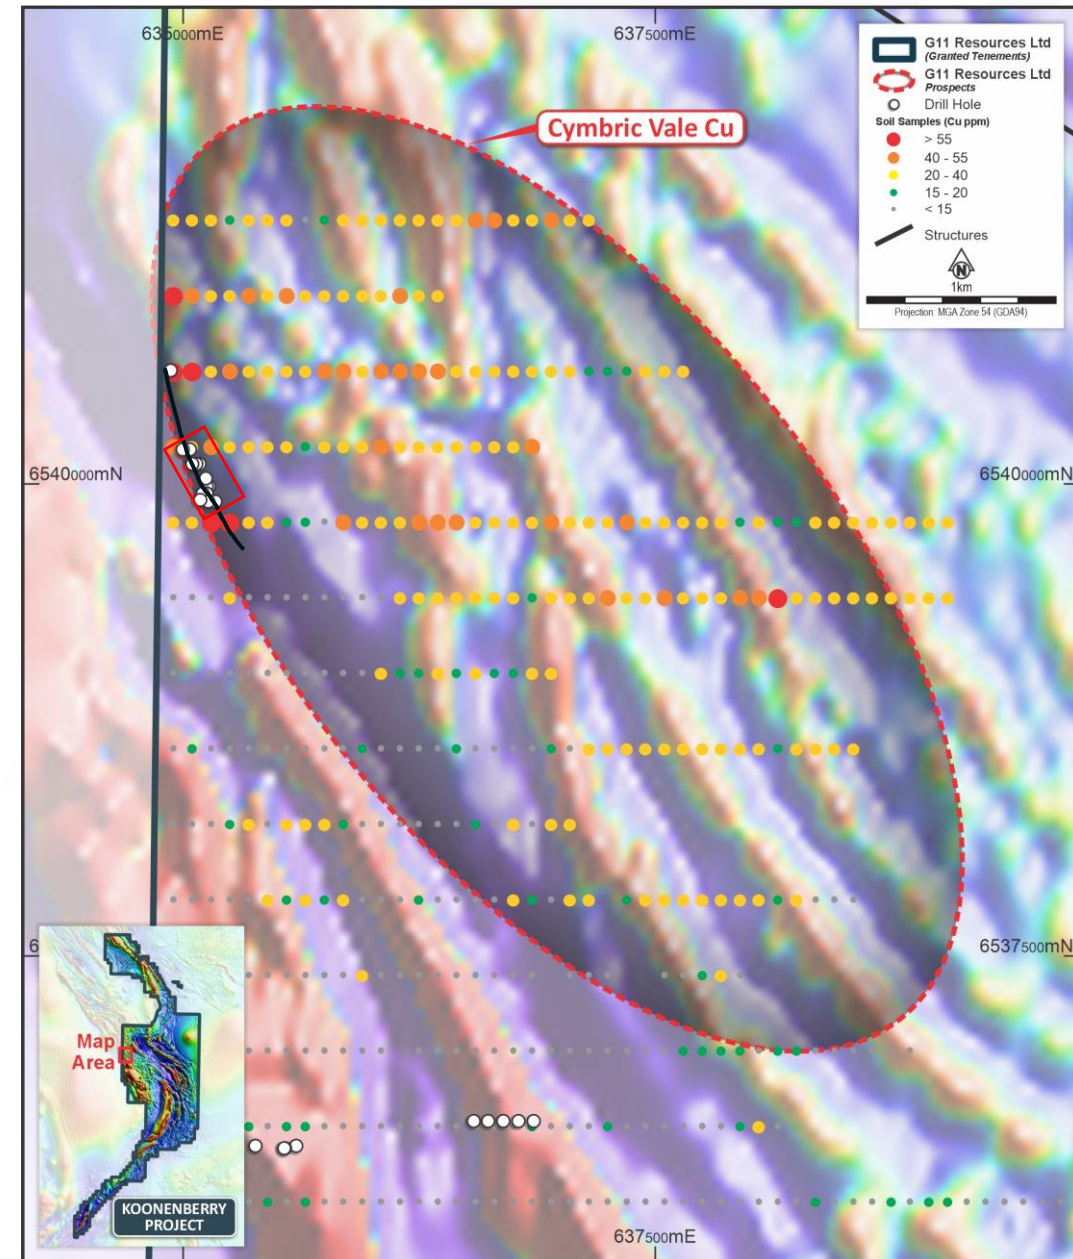 635000mE
637500mE
G11 Resources Ltd
(Granted Tenements)
G11 Resources Ltd
Prospects
Drill Hole
Soil Samples (Cu ppm)
> 55
40 - 55
20 - 40
15 - 20
< 15
Structures
N
1km
Projection: MGA Zone 54 (GDA94)
Cymbric Vale Cu
6540000mN
6540000mN
6537500mN
Map
Area
KOONENBERRY
PROJECT
637500mE